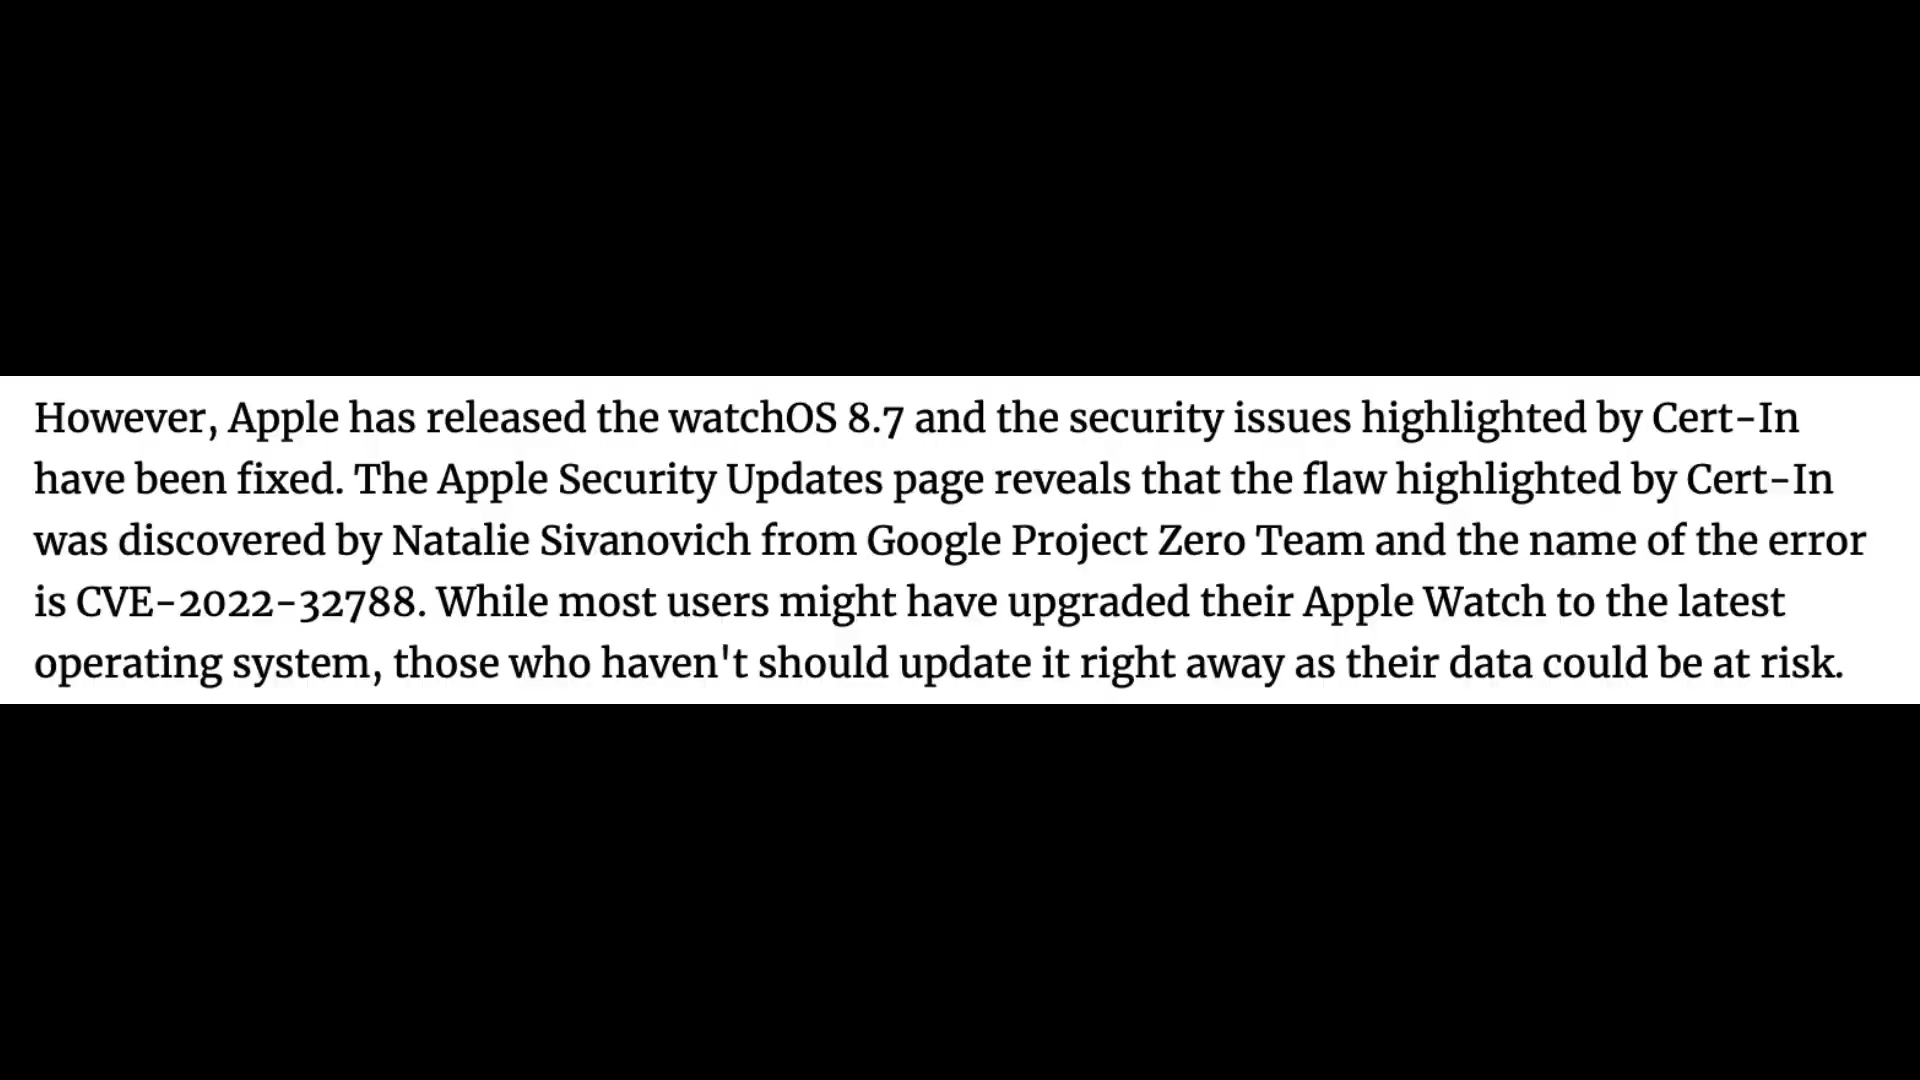 However, Apple has released the watchOS 8.7 and the security issues highlighted by Cert-In
have been fixed. The Apple Security Updates page reveals that the flaw highlighted by Cert-In
was discovered by Natalie Sivanovich from Google Project Zero Team and the name of the error
is CVE-2022-32788. While most users might have upgraded their Apple Watch to the latest
operating system, those who haven't should update it right away as their data could be at risk.